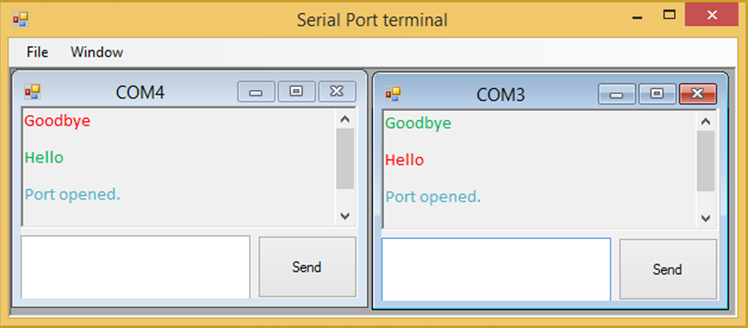 Serial Port terminal
File Window
COM4
Goodbye
Hello
Port opened.
Send
COM3
Goodbye
Hello
Port opened.
Send